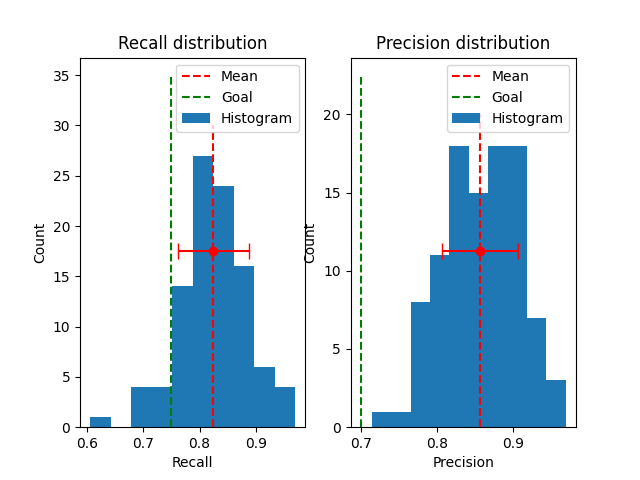 Recall distribution
Mean
Goal
Histogram
35
30
25
20
15
10
5
0
Count
0.6
0.7
0.8
0.9
Recall
Precision distribution
Mean
Goal
Histogram
20
15
10
5
0
Count
0.7
0.8
0.9
Precision